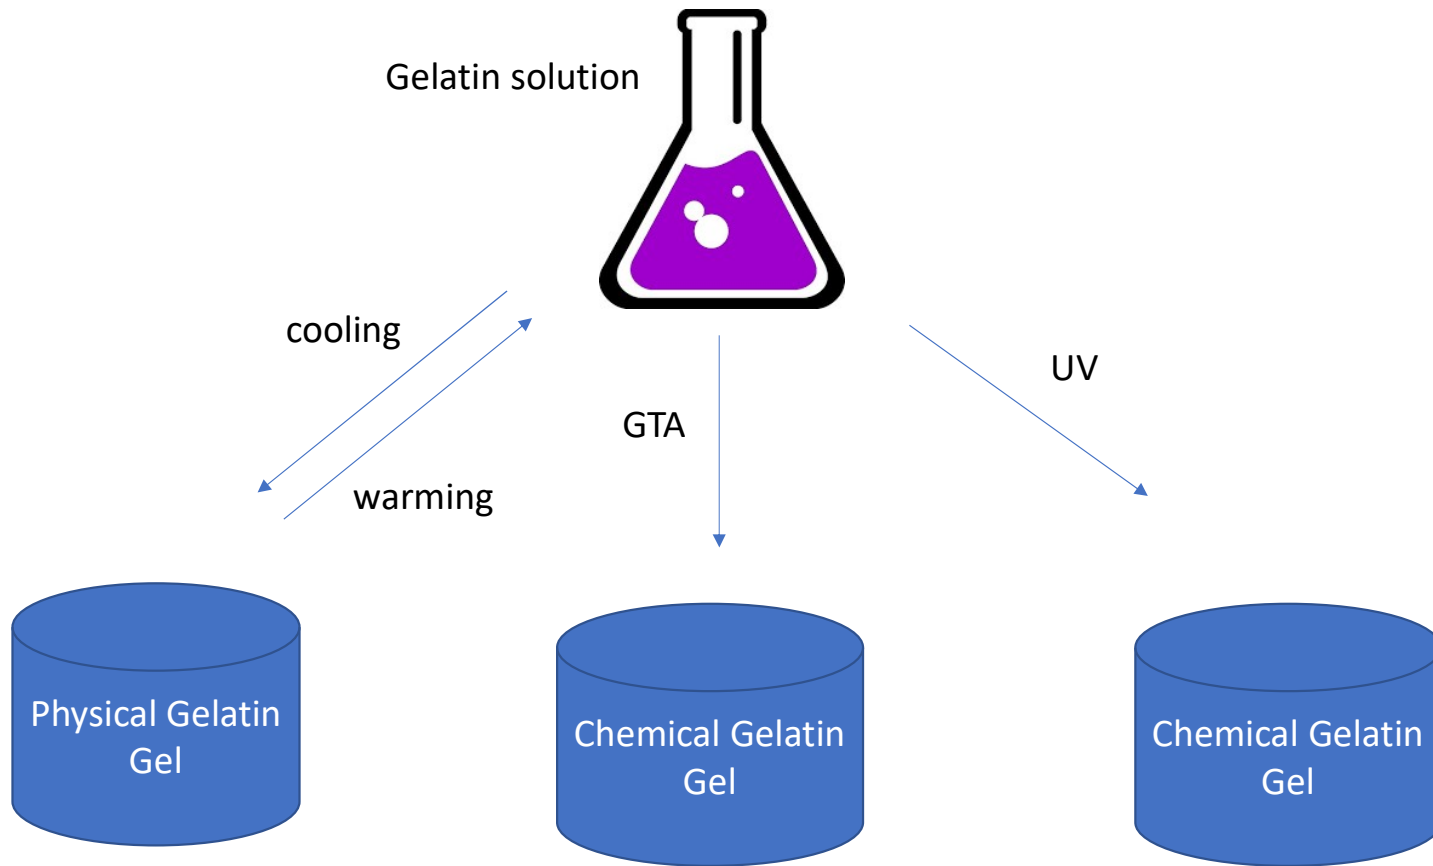 Gelatin solution
cooling
warming
GTA
UV
Physical Gelatin
Gel
Chemical Gelatin
Gel
Chemical Gelatin
Gel